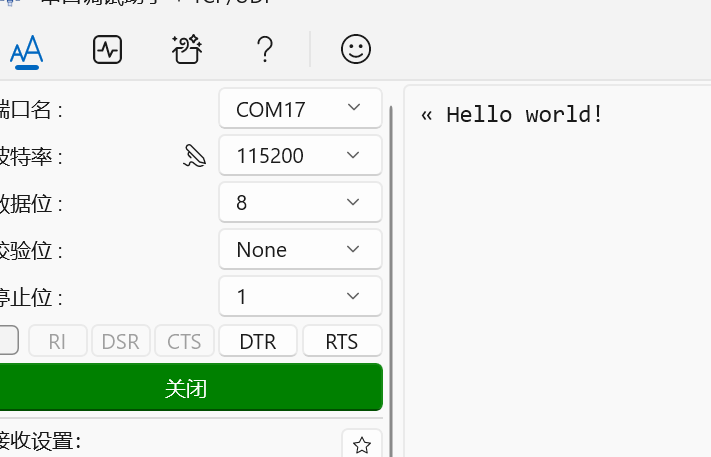 端口名 :
COM17
波特率 :
115200
数据位 :
8
校验位 :
None
停止位 :
1
RI
DSR
CTS
DTR
RTS
关闭
接收设置:
« Hello world!